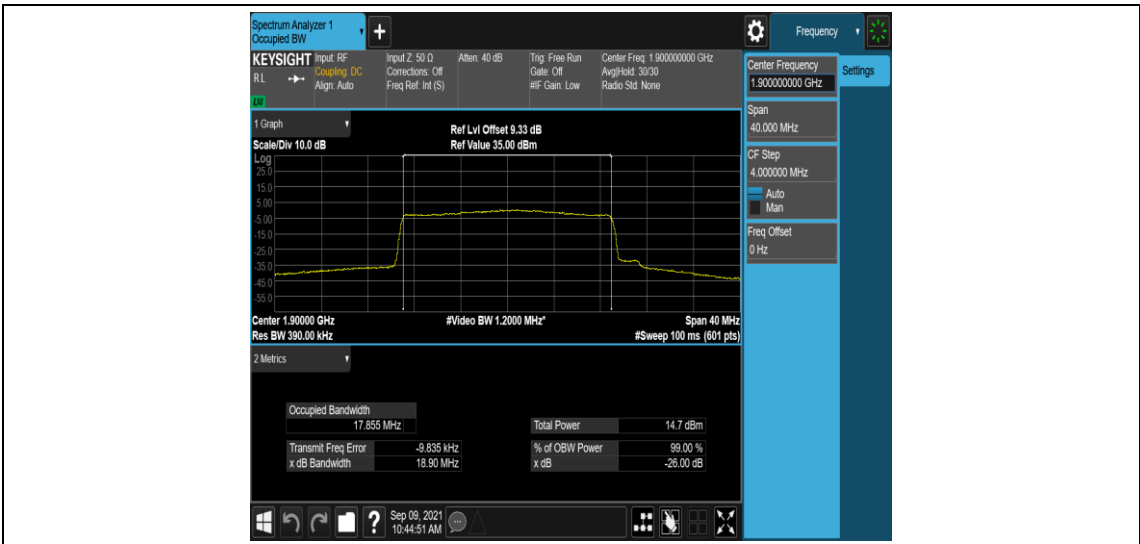 Spectrum Analyzer 1
Occupied BW
+
Frequency
KEYSIGHT Input: RF Input Z: 50 Ω Atten: 40 dB Trig: Free Run Center Freq: 1.900000000 GHz
RL Coupling: DC Corrections: Off Gate: Off Avg|Hold: 30/30
Align: Auto Freq Ref: Int (S) #IF Gain: Low Radio Std: None
Center Frequency
1.900000000 GHz
Settings
Span
40.000 MHz
CF Step
4.000000 MHz
Auto
Man
Freq Offset
0 Hz
1 Graph
Ref Lvl Offset 9.33 dB
Scale/Div 10.0 dB Ref Value 35.00 dBm
Log
25.0
15.0
5.00
-5.00
-15.0
-25.0
-35.0
-45.0
-55.0
Center 1.90000 GHz #Video BW 1.2000 MHz* Span 40 MHz
Res BW 390.00 kHz #Sweep 100 ms (601 pts)
2 Metrics
Occupied Bandwidth
17.855 MHz Total Power 14.7 dBm
Transmit Freq Error -9.835 kHz % of OBW Power 99.00 %
x dB Bandwidth 18.90 MHz x dB -26.00 dB
? Sep 09, 2021
10:44:51 AM